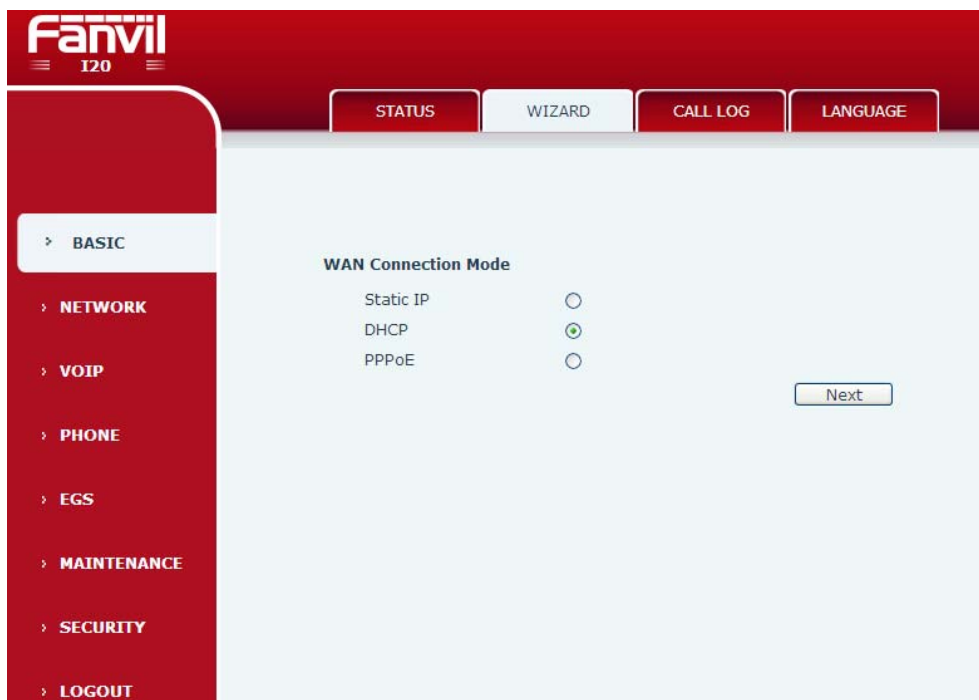 Fanvil
I20
STATUS
WIZARD
CALL LOG
LANGUAGE
BASIC
NETWORK
VOIP
PHONE
EGS
MAINTENANCE
SECURITY
LOGOUT
WAN Connection Mode
Static IP
DHCP
PPPoE
Next